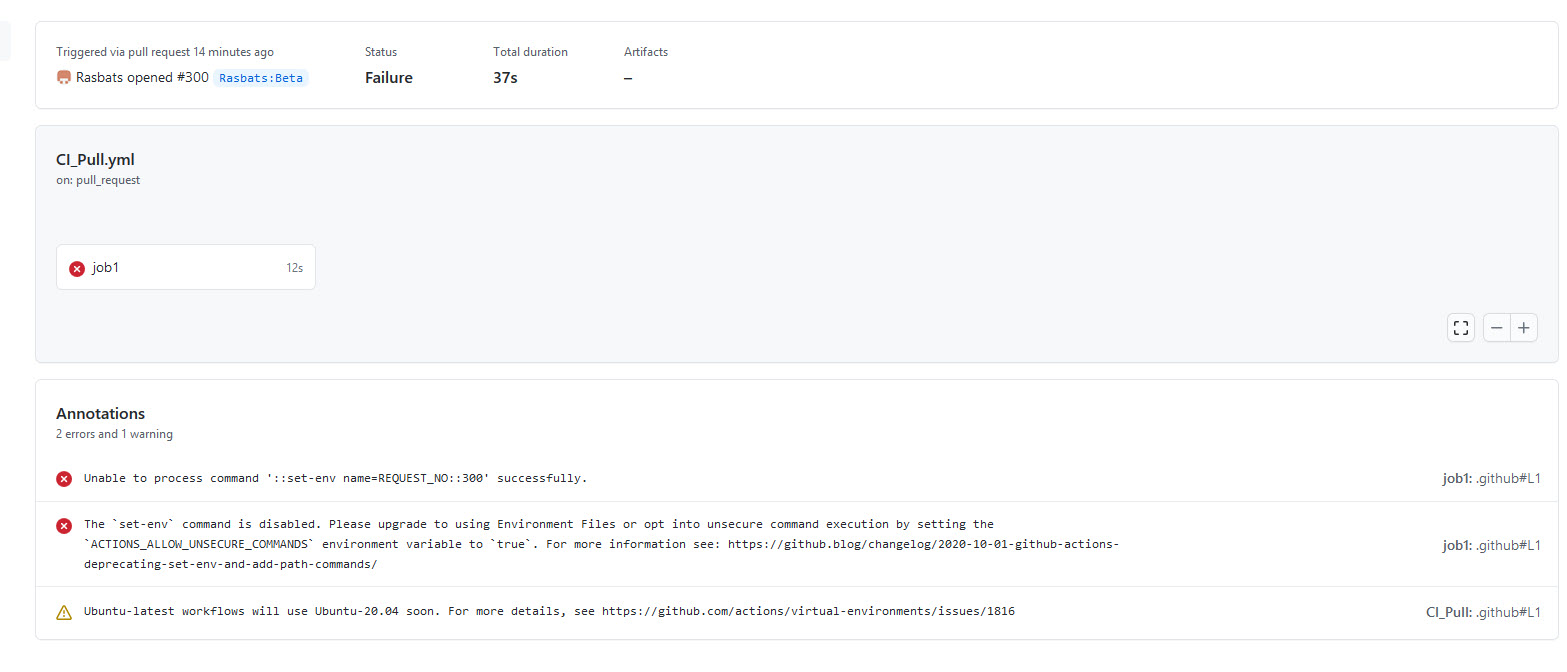 Triggered via pull request 14 minutes ago
Status
Total duration
Artifacts
Rasbats opened #300 Rasbats:Beta
Failure
37s
–
CI_Pull.yml
on: pull_request
job1
12s
Annotations
2 errors and 1 warning
Unable to process command '::set-env name=REQUEST_NO::300' successfully.
job1: .github#L1
The `set-env` command is disabled. Please upgrade to using Environment Files or opt into unsecure command execution by setting the
`ACTIONS_ALLOW_UNSECURE_COMMANDS` environment variable to `true`. For more information see: https://github.blog/changelog/2020-10-01-github-actions-
deprecating-set-env-and-add-path-commands/
job1: .github#L1
Ubuntu-latest workflows will use Ubuntu-20.04 soon. For more details, see https://github.com/actions/virtual-environments/issues/1816
CI_Pull: .github#L1